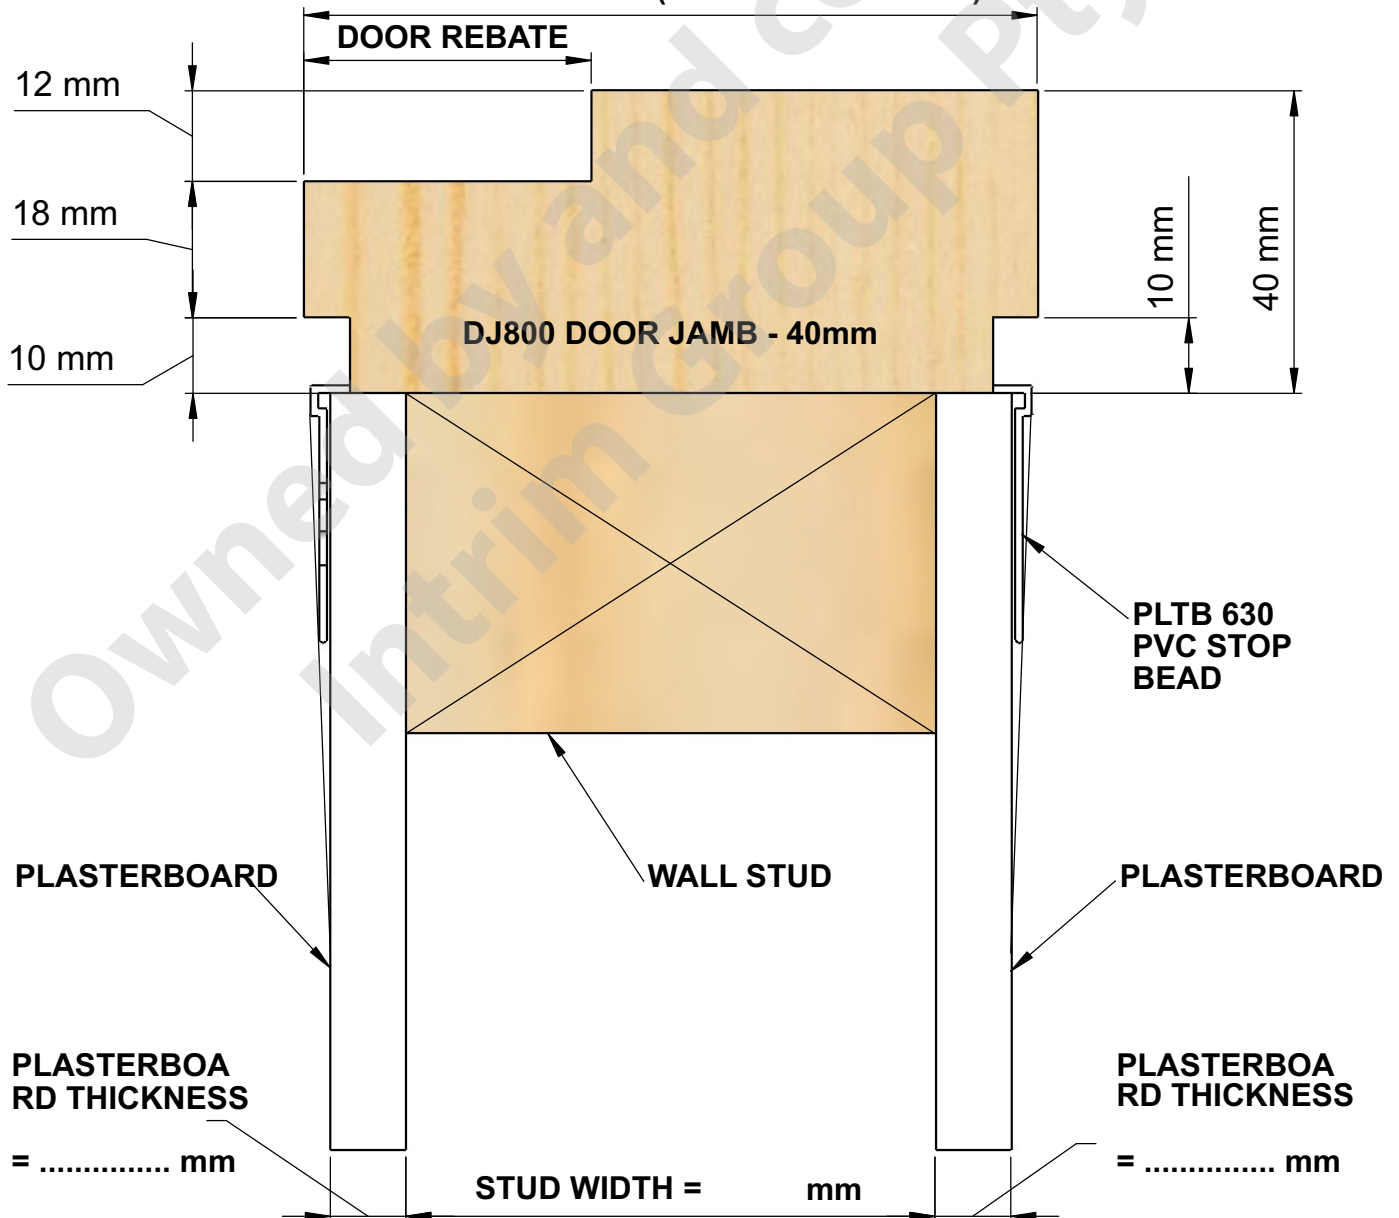 DOOR REBATE
12 mm
18 mm
10 mm
10 mm
40 mm
DJ800 DOOR JAMB - 40mm
PLTB 630
PVC STOP
BEAD
PLASTERBOARD
WALL STUD
PLASTERBOARD
PLASTERBOA
RD THICKNESS
= ............... mm
PLASTERBOA
RD THICKNESS
= ............... mm
STUD WIDTH = mm
Owned by and co
Intrim Group Pty